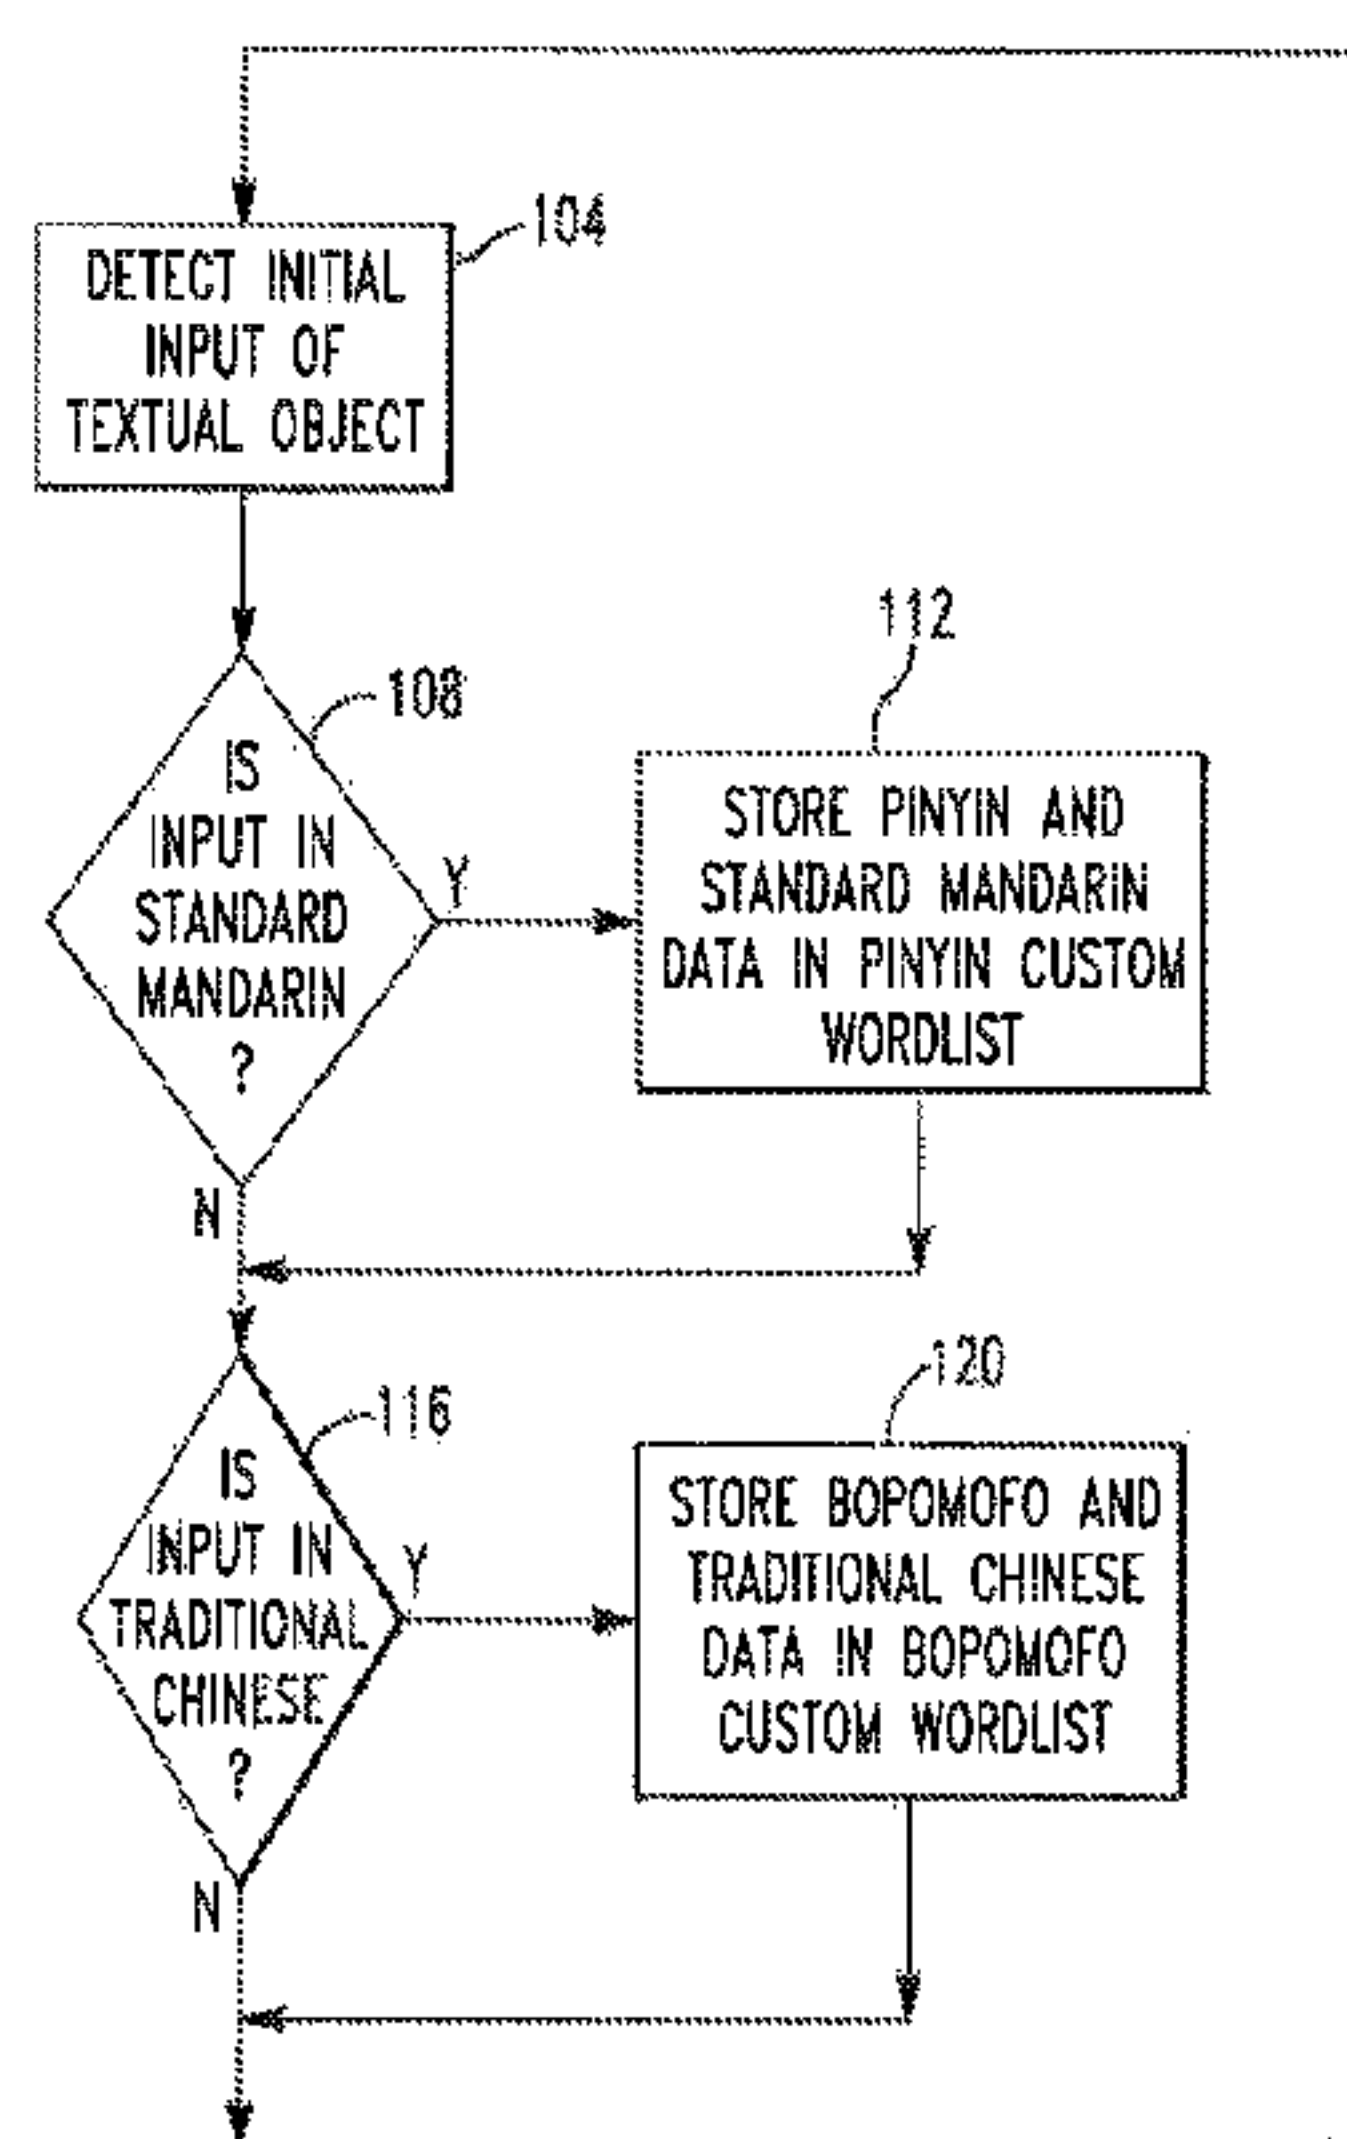 104
DETECT INITIAL
INPUT OF
TEXTUAL OBJECT
108
IS
INPUT IN
STANDARD
MANDARIN
?
Y
N
112
STORE PINYIN AND
STANDARD MANDARIN
DATA IN PINYIN CUSTOM
WORDLIST
116
IS
INPUT IN
TRADITIONAL
CHINESE
?
Y
N
120
STORE BOPOMOFO AND
TRADITIONAL CHINESE
DATA IN BOPOMOFO
CUSTOM WORDLIST